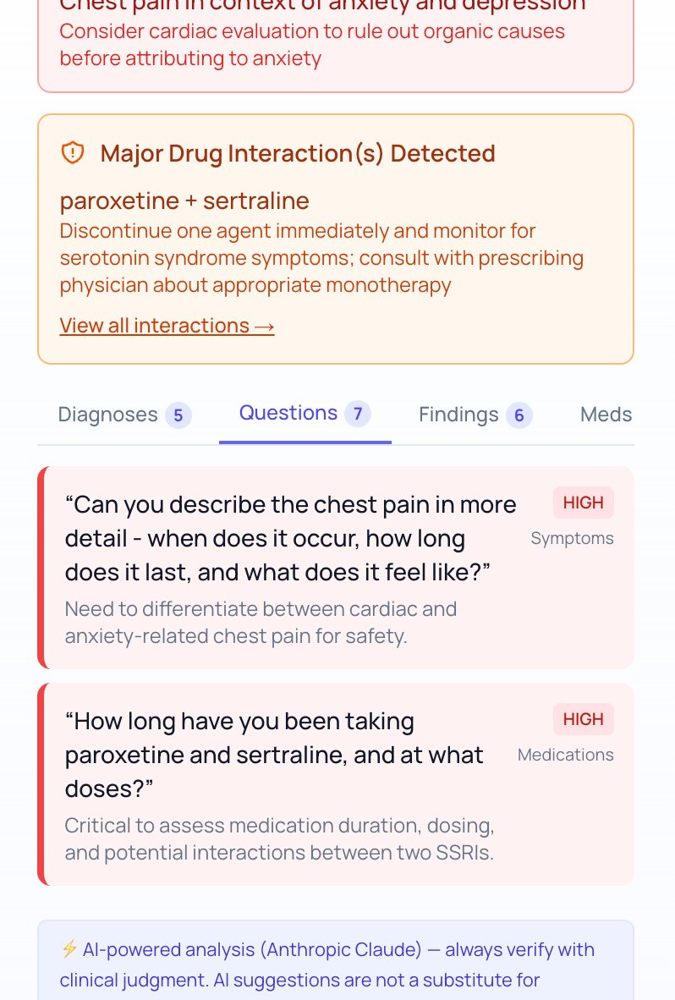 Chest pain in context of anxiety and depression
Consider cardiac evaluation to rule out organic causes
before attributing to anxiety
Major Drug Interaction(s) Detected
paroxetine + sertraline
Discontinue one agent immediately and monitor for
serotonin syndrome symptoms; consult with prescribing
physician about appropriate monotherapy
View all interactions →
Diagnoses 5 Questions 7 Findings 6 Meds
“Can you describe the chest pain in more
detail - when does it occur, how long
does it last, and what does it feel like?”
HIGH
Symptoms
Need to differentiate between cardiac and
anxiety-related chest pain for safety.
“How long have you been taking
paroxetine and sertraline, and at what
doses?”
HIGH
Medications
Critical to assess medication duration, dosing,
and potential interactions between two SSRIs.
⚡ AI-powered analysis (Anthropic Claude) — always verify with
clinical judgment. AI suggestions are not a substitute for